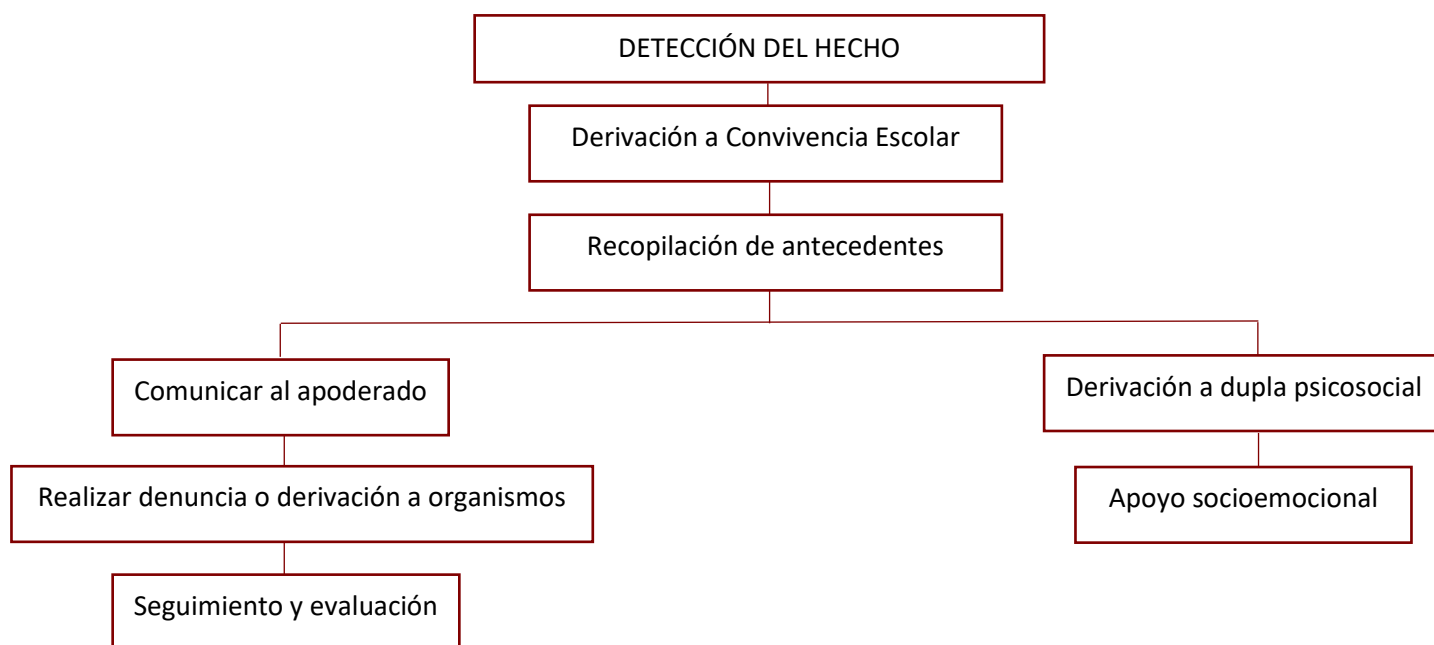 DETECCIÓN DEL HECHO
Derivación a Convivencia Escolar
Recopilación de antecedentes
Comunicar al apoderado
Derivación a dupla psicosocial
Realizar denuncia o derivación a organismos
Apoyo socioemocional
Seguimiento y evaluación